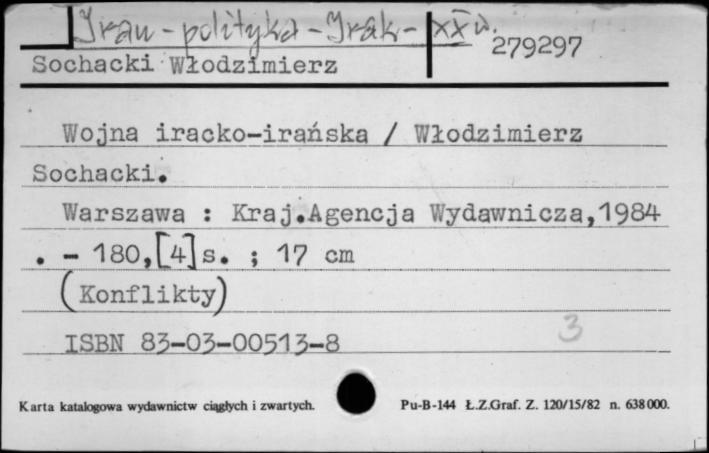 Iran - polityka - Irak - XX w.
279297
Sochacki Włodzimierz
Wojna iracko-irańska / Włodzimierz
Sochacki.
Warszawa : Kraj.Agencja Wydawnicza,1984
. - 180,[4]s. ; 17 cm
(Konflikty)
ISBN 83-03-00513-8
3
Karta katalogowa wydawnictw ciągłych i zwartych.
Pu-B-144 Ł.Z.Graf. Z. 120/15/82 n. 638000.